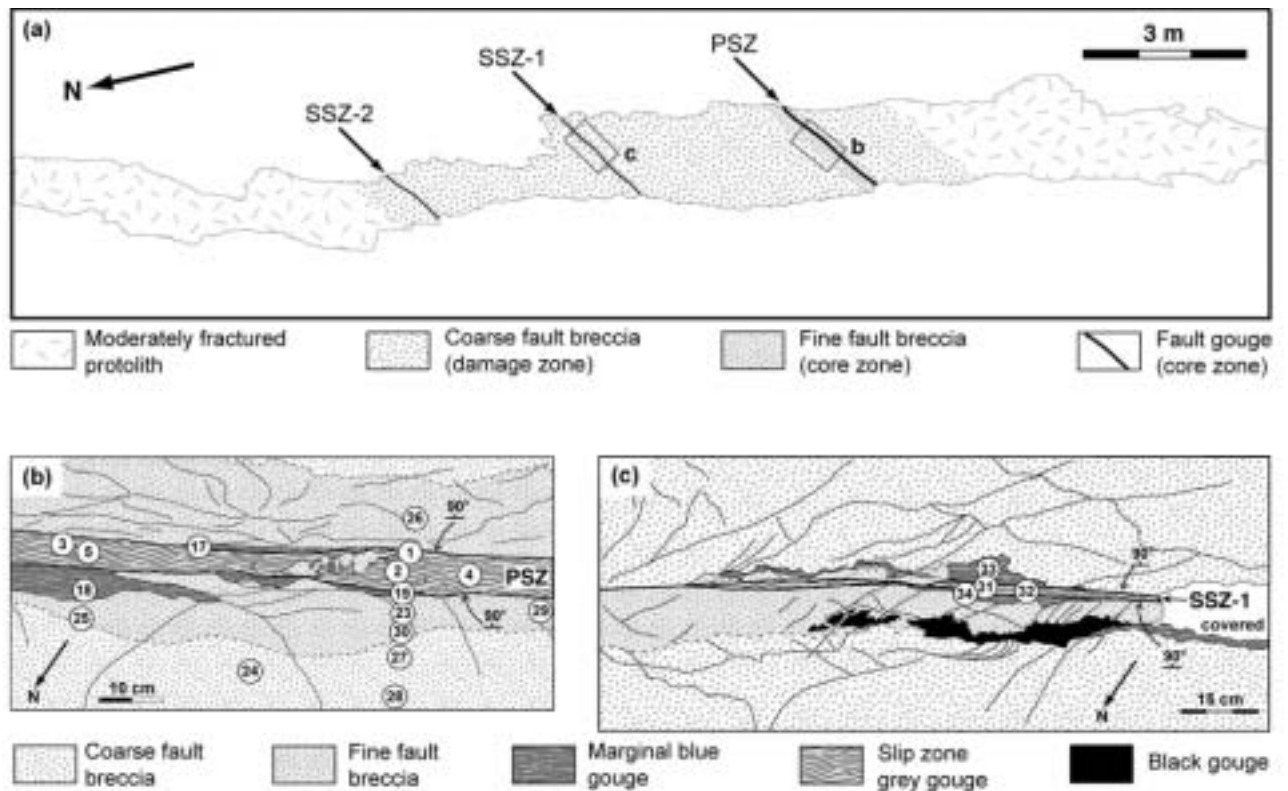 (a)
N
SSZ-2
SSZ-1
PSZ
3 m
c
b
Moderately fractured
protolith
Coarse fault breccia
(damage zone)
Fine fault breccia
(core zone)
Fault gouge
(core zone)
(b)
26
90°
3
5
17
1
2
4
PSZ
18
19
90°
25
23
29
30
27
24
28
N
10 cm
(c)
33
90°
31
34
32
SSZ-1
covered
90°
N
15 cm
Coarse fault
breccia
Fine fault
breccia
Marginal blue
gouge
Slip zone
grey gouge
Black gouge